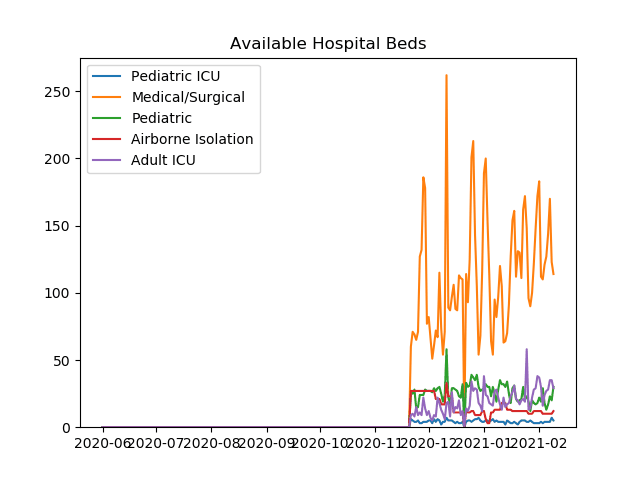 Available Hospital Beds
Pediatric ICU
Medical/Surgical
Pediatric
Airborne Isolation
Adult ICU
250
200
150
100
50
0
2020-06 2020-07 2020-08 2020-09 2020-10 2020-11 2020-12 2021-01 2021-02